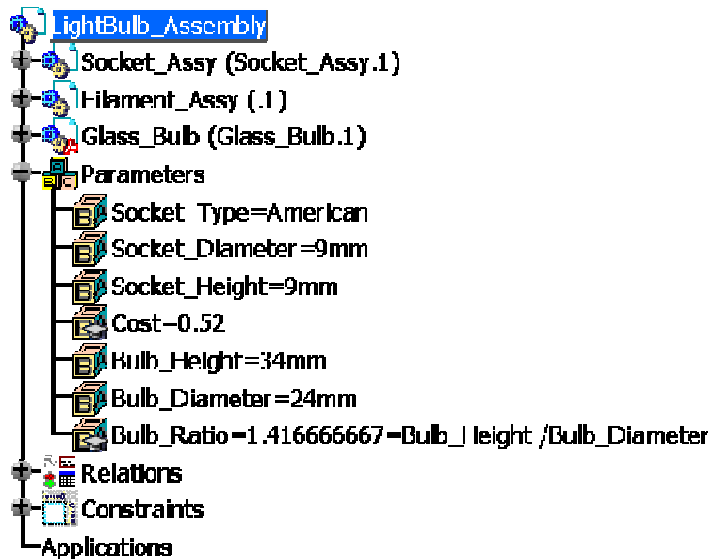 LightBulb_Assembly
Socket_Assy (Socket_Assy.1)
Filament_Assy (.1)
Glass_Bulb (Glass_Bulb.1)
Parameters
Socket_Type=American
Socket_Diameter=9mm
Socket_Height=9mm
Cost=0.52
Bulb_Height=34mm
Bulb_Diameter=24mm
Bulb_Ratio=1.416666667=Bulb_Height /Bulb_Diameter
Relations
Constraints
Applications